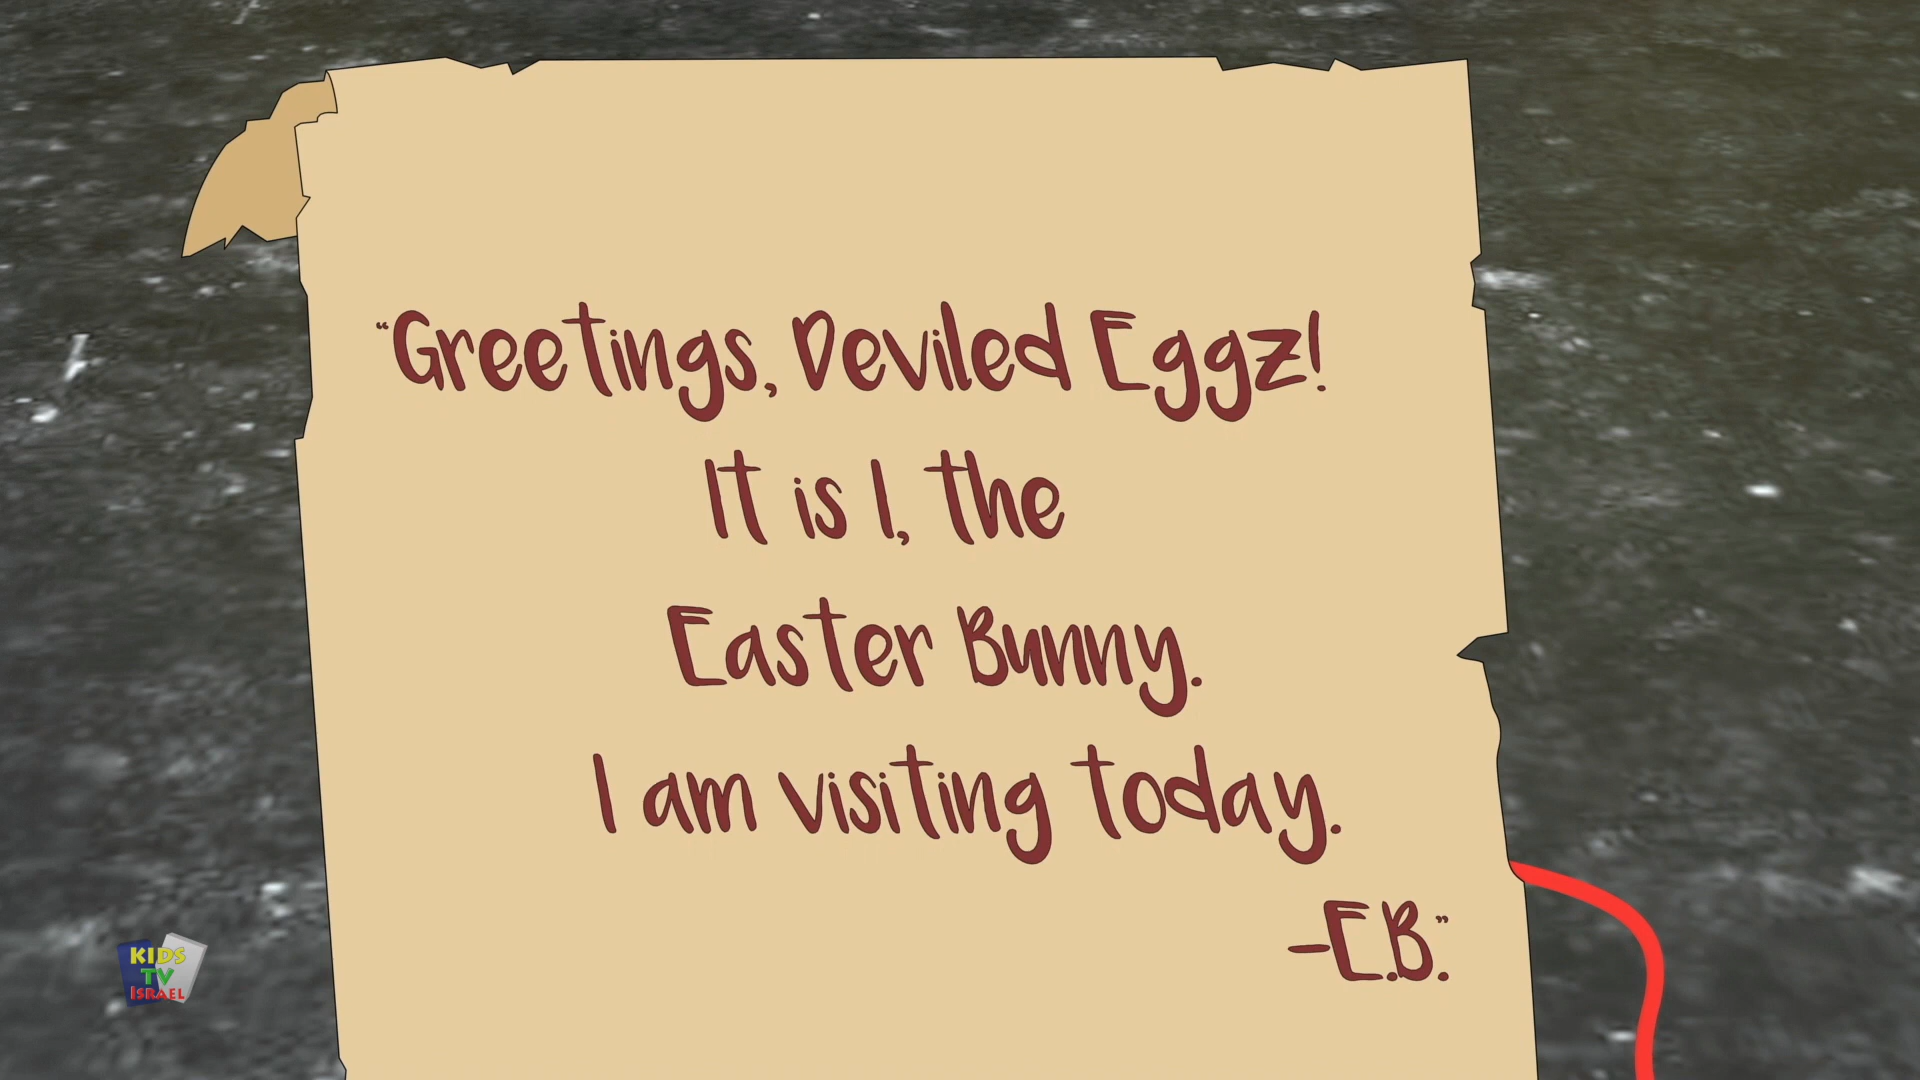 “Greetings, Deviled Eggz!
It is I, the
Easter Bunny.
I am visiting today.
-E.B.”
KIDS
TV
ISRAEL